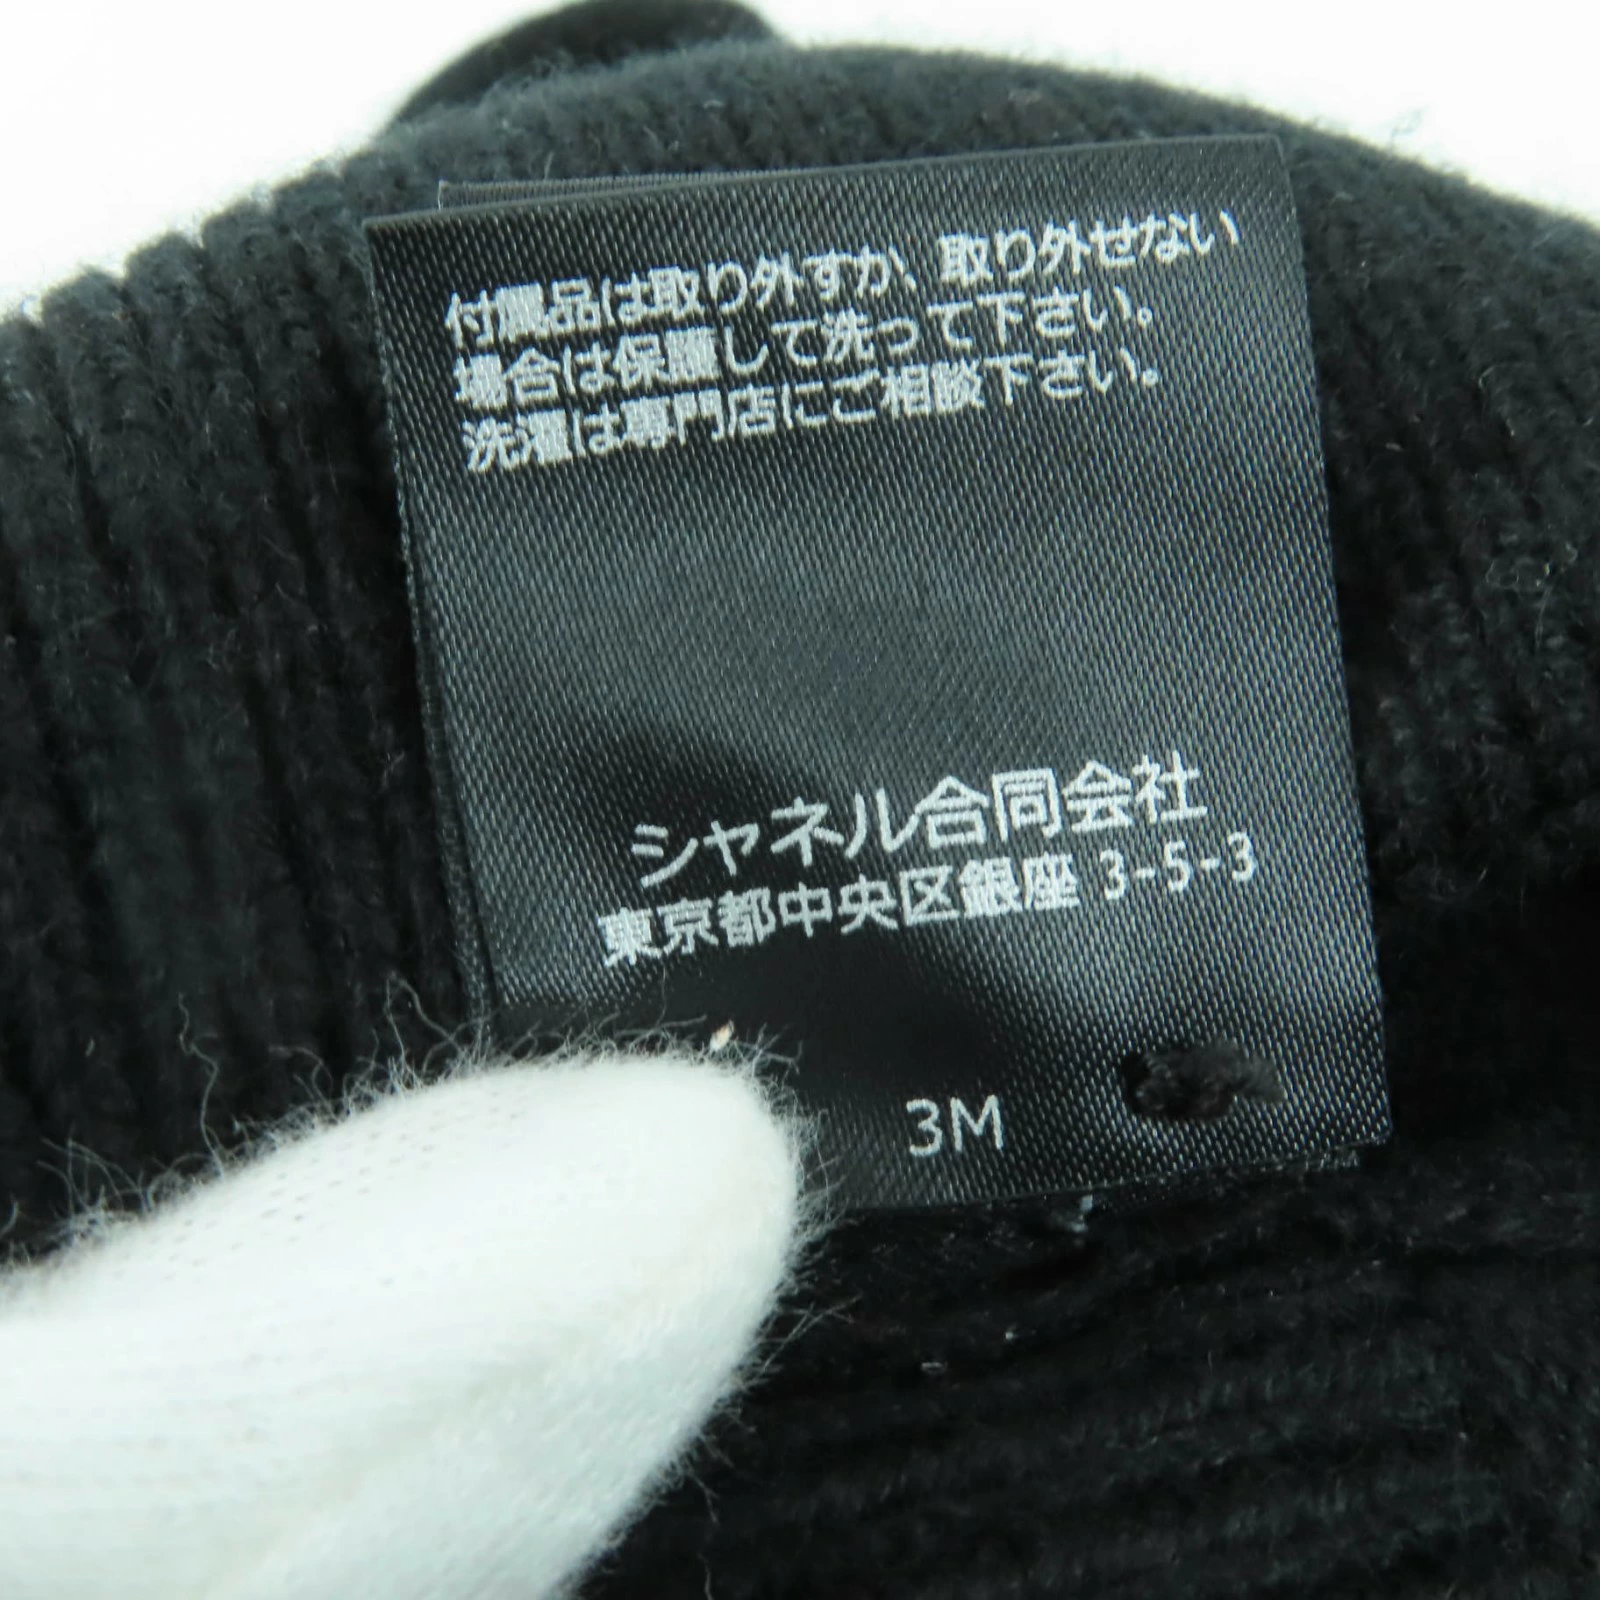 付属品は取り外すか、取り外せない
場合は保護して洗って下さい。
洗濯は専門店にご相談下さい。
シャネル合同会社
東京都中央区銀座 3-5-3
3M